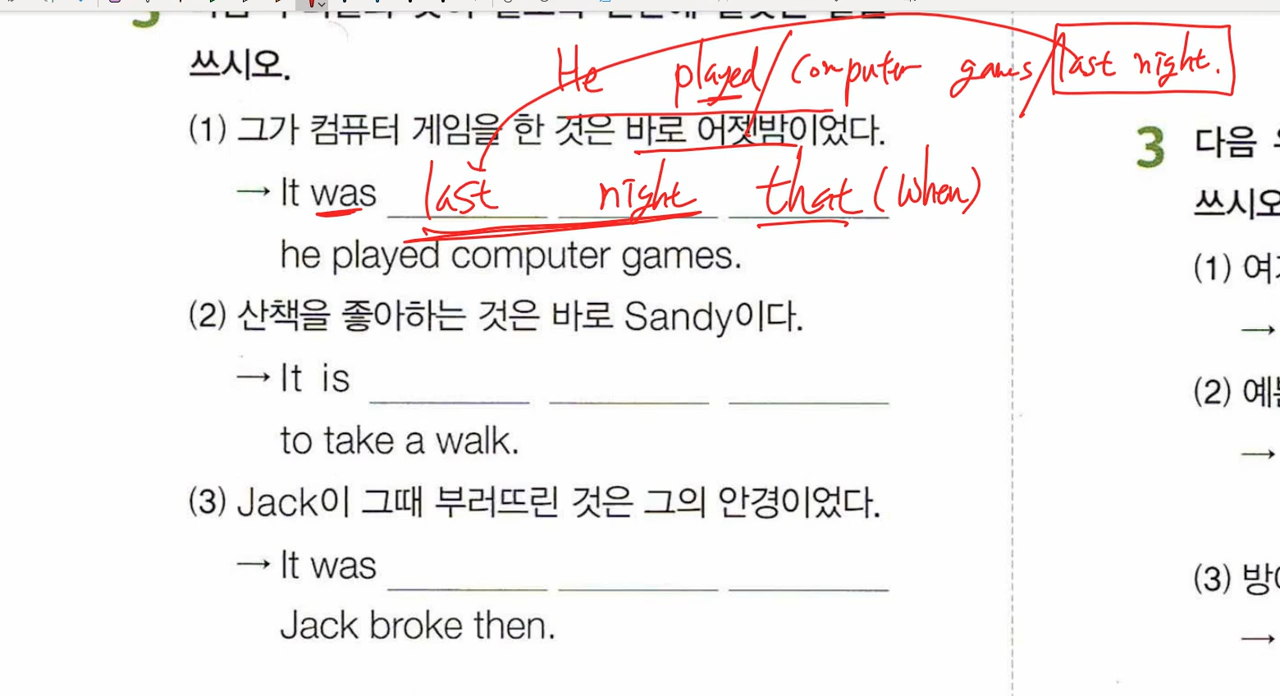 쓰시오.
He played / computer games / last night.
(1) 그가 컴퓨터 게임을 한 것은 바로 어젯밤이었다.
→ It was last night that (when)
he played computer games.
(2) 산책을 좋아하는 것은 바로 Sandy이다.
→ It is
to take a walk.
(3) Jack이 그때 부러뜨린 것은 그의 안경이었다.
→ It was
Jack broke then.
3 다음
쓰시오
(1) 여
→
(2) 예
→
(3) 방
→